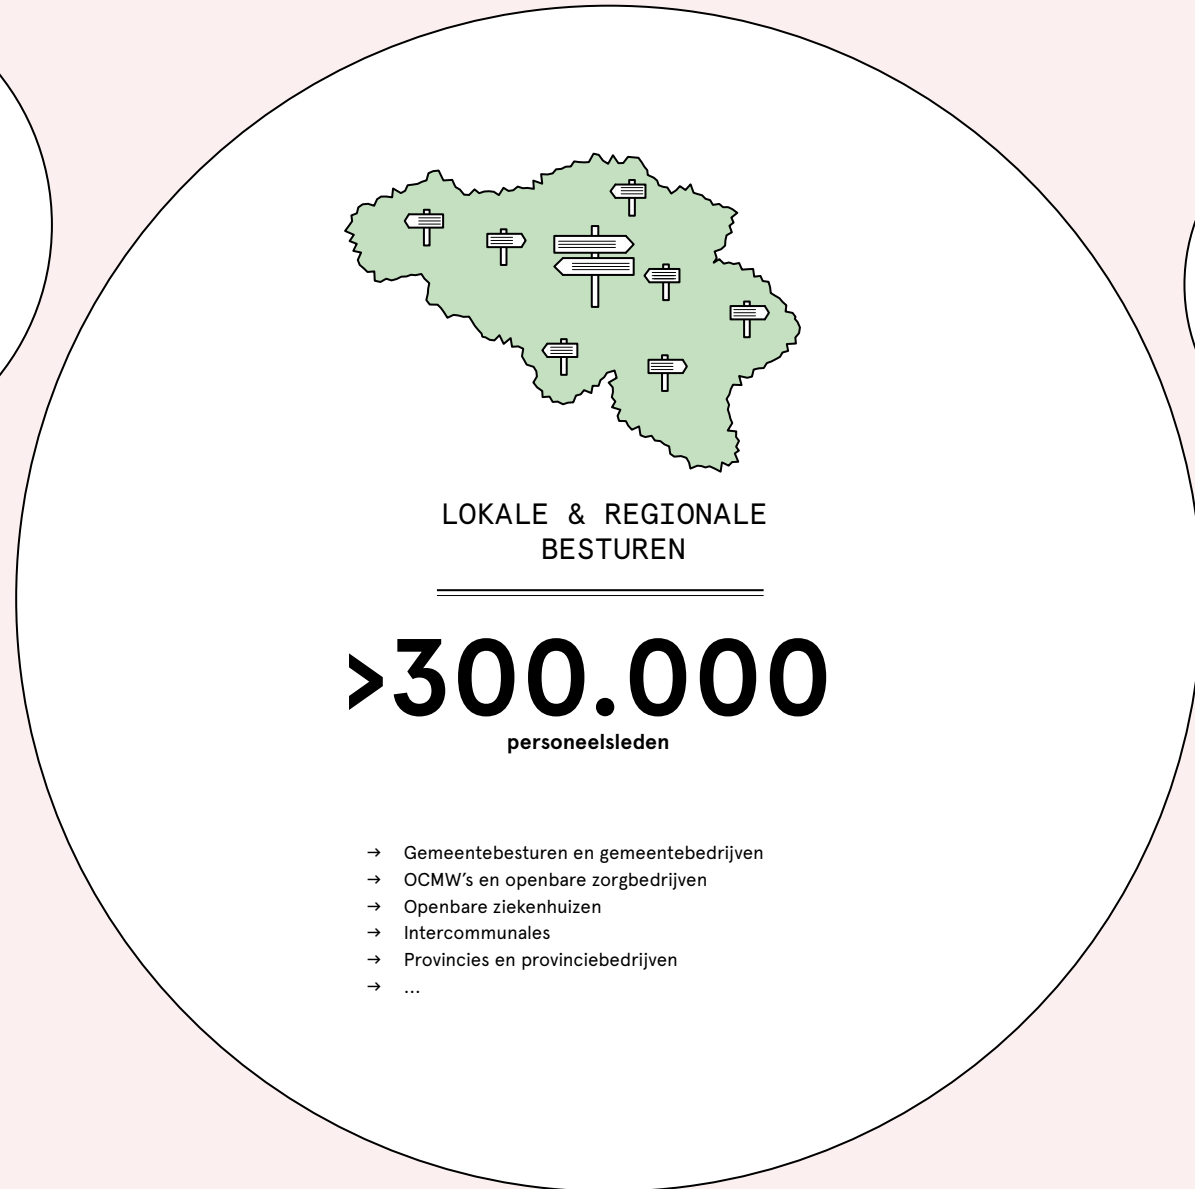 LOKALE & REGIONALE
BESTUREN
>300.000
personeelsleden
→ Gemeentebesturen en gemeentebedrijven
→ OCMW’s en openbare zorgbedrijven
→ Openbare ziekenhuizen
→ Intercommunales
→ Provincies en provinciebedrijven
→ ...